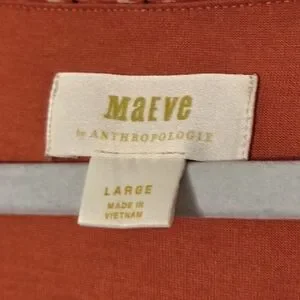 MAEVE
by ANTHROPOLOGIE
LARGE
MADE IN
VIETNAM